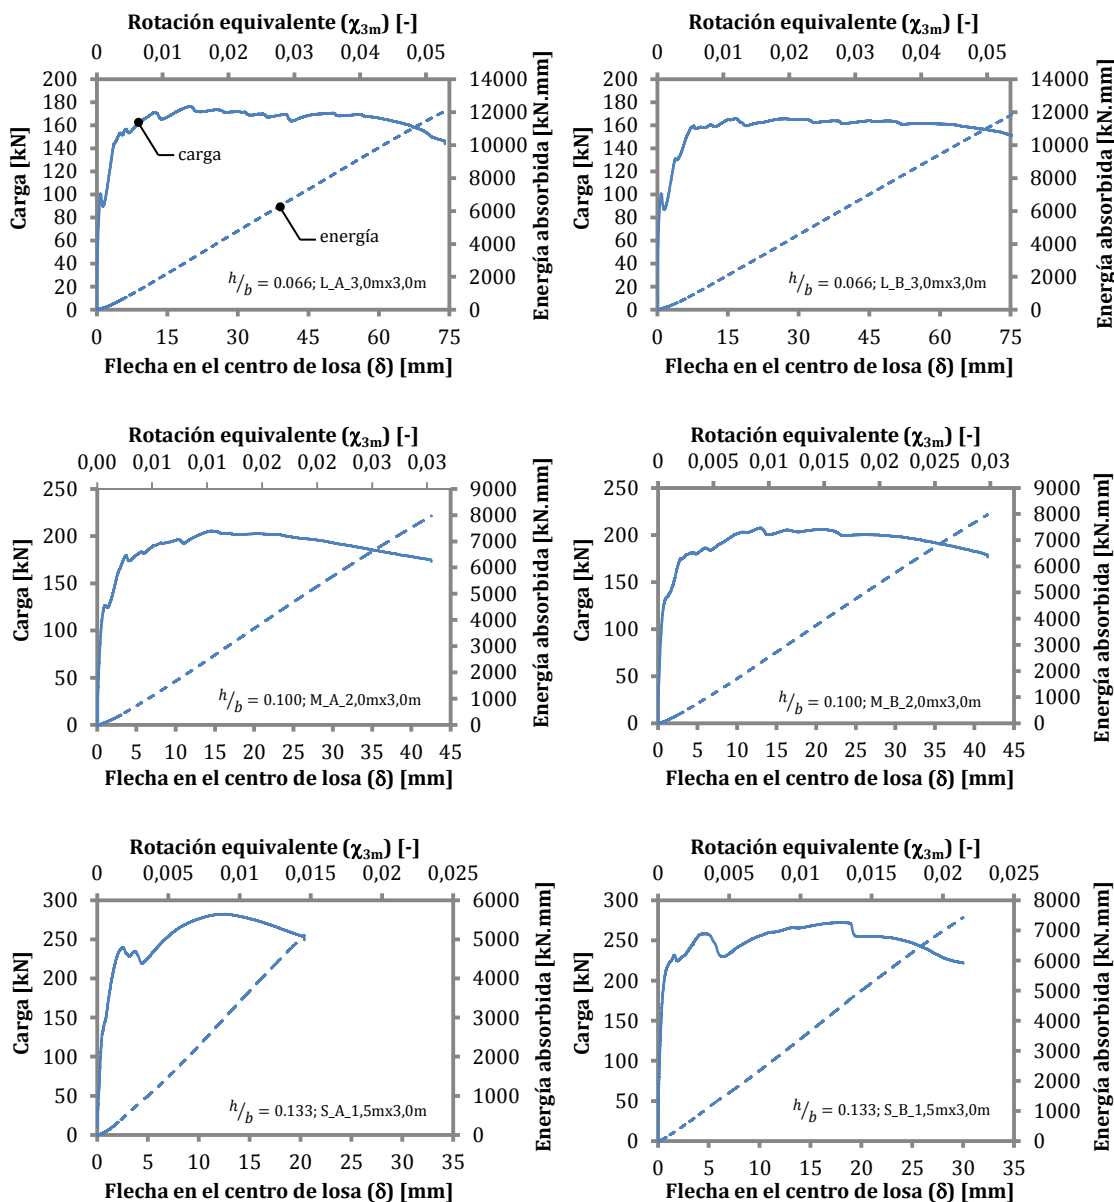 Rotación equivalente (χ3m) [-]
0 0,01 0,02 0,03 0,04 0,05
200 180 160 140 120 100 80 60 40 20 0
Carga [kN]
14000 12000 10000 8000 6000 4000 2000 0
Energía absorbida [kN.mm]
carga
energía
h/b = 0.066; L_A_3,0mx3,0m
0 15 30 45 60 75
Flecha en el centro de losa (δ) [mm]
Rotación equivalente (χ3m) [-]
0 0,01 0,02 0,03 0,04 0,05
200 180 160 140 120 100 80 60 40 20 0
Carga [kN]
14000 12000 10000 8000 6000 4000 2000 0
Energía absorbida [kN.mm]
h/b = 0.066; L_B_3,0mx3,0m
0 15 30 45 60 75
Flecha en el centro de losa (δ) [mm]
Rotación equivalente (χ3m) [-]
0,00 0,01 0,01 0,02 0,02 0,03 0,03
250 200 150 100 50 0
Carga [kN]
9000 8000 7000 6000 5000 4000 3000 2000 1000 0
Energía absorbida [kN.mm]
h/b = 0.100; M_A_2,0mx3,0m
0 5 10 15 20 25 30 35 40 45
Flecha en el centro de losa (δ) [mm]
Rotación equivalente (χ3m) [-]
0 0,005 0,01 0,015 0,02 0,025 0,03
250 200 150 100 50 0
Carga [kN]
9000 8000 7000 6000 5000 4000 3000 2000 1000 0
Energía absorbida [kN.mm]
h/b = 0.100; M_B_2,0mx3,0m
0 5 10 15 20 25 30 35 40 45
Flecha en el centro de losa (δ) [mm]
Rotación equivalente (χ3m) [-]
0 0,005 0,01 0,015 0,02 0,025
300 250 200 150 100 50 0
Carga [kN]
6000 5000 4000 3000 2000 1000 0
Energía absorbida [kN.mm]
h/b = 0.133; S_A_1,5mx3,0m
0 5 10 15 20 25 30 35
Flecha en el centro de losa (δ) [mm]
Rotación equivalente (χ3m) [-]
0 0,005 0,01 0,015 0,02 0,025
300 250 200 150 100 50 0
Carga [kN]
8000 7000 6000 5000 4000 3000 2000 1000 0
Energía absorbida [kN.mm]
h/b = 0.133; S_B_1,5mx3,0m
0 5 10 15 20 25 30 35
Flecha en el centro de losa (δ) [mm]